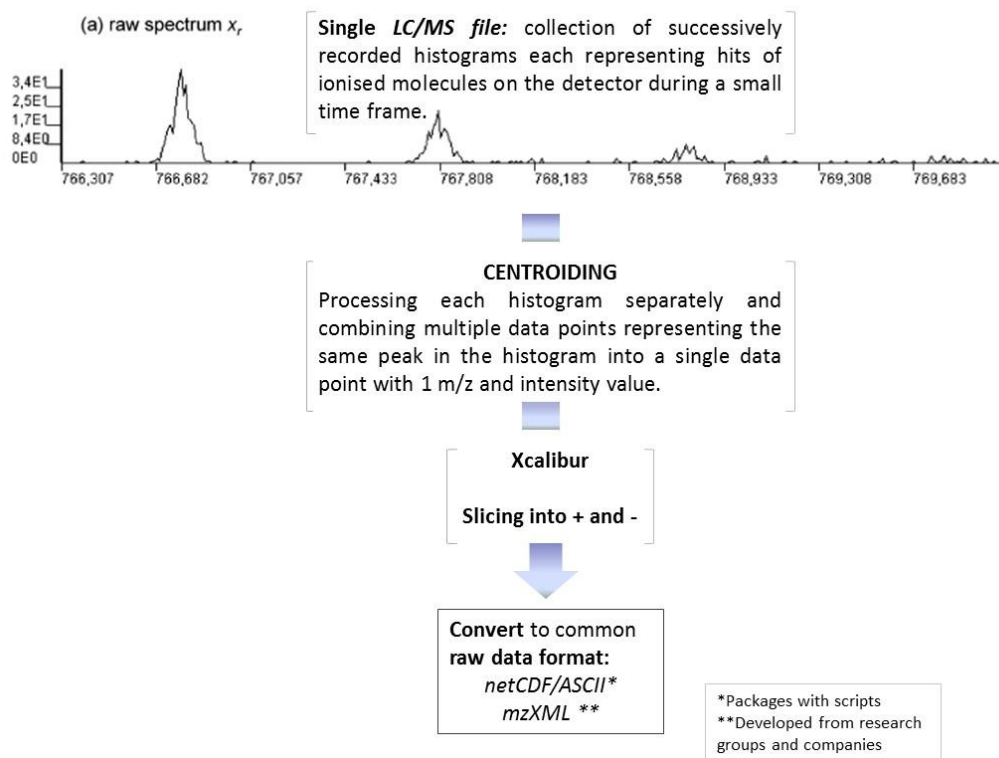 (a) raw spectrum xr
3,4E1
2,5E1
1,7E1
8,4E0
0E0
766,307 766,682 767,057 767,433 767,808 768,183 768,558 768,933 769,308 769,683
Single LC/MS file: collection of successively
recorded histograms each representing hits of
ionised molecules on the detector during a small
time frame.
CENTROIDING
Processing each histogram separately and
combining multiple data points representing the
same peak in the histogram into a single data
point with 1 m/z and intensity value.
Xcalibur
Slicing into + and -
Convert to common
raw data format:
netCDF/ASCII*
mzXML **
*Packages with scripts
**Developed from research
groups and companies